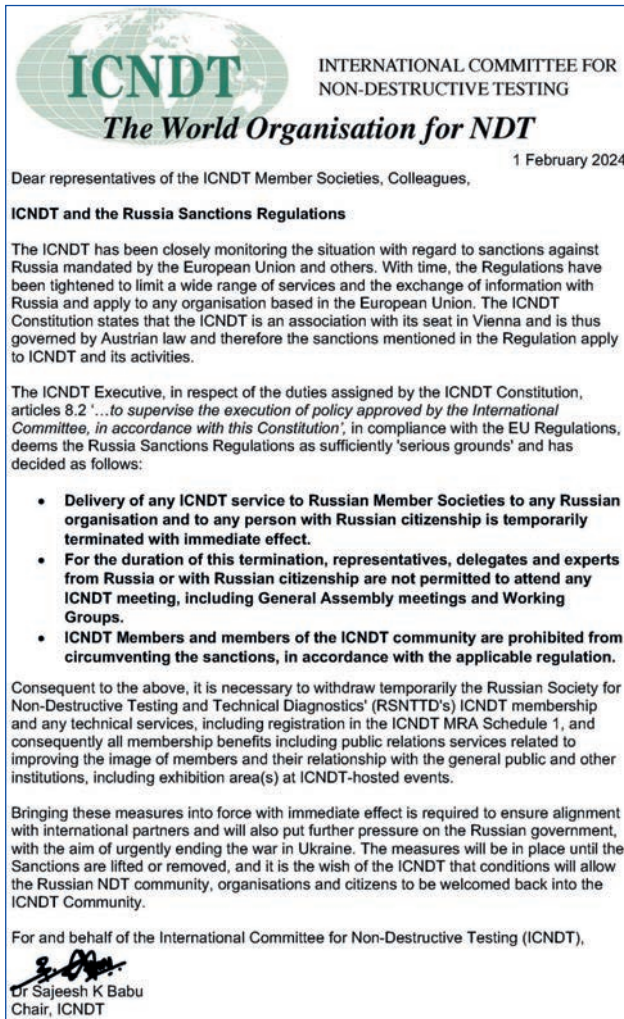 ICNDT
INTERNATIONAL COMMITTEE FOR
NON-DESTRUCTIVE TESTING
The World Organisation for NDT
1 February 2024
Dear representatives of the ICNDT Member Societies, Colleagues,
ICNDT and the Russia Sanctions Regulations
The ICNDT has been closely monitoring the situation with regard to sanctions against
Russia mandated by the European Union and others. With time, the Regulations have
been tightened to limit a wide range of services and the exchange of information with
Russia and apply to any organisation based in the European Union. The ICNDT
Constitution states that the ICNDT is an association with its seat in Vienna and is thus
governed by Austrian law and therefore the sanctions mentioned in the Regulation apply
to ICNDT and its activities.
The ICNDT Executive, in respect of the duties assigned by the ICNDT Constitution,
articles 8.2 '…to supervise the execution of policy approved by the International
Committee, in accordance with this Constitution', in compliance with the EU Regulations,
deems the Russia Sanctions Regulations as sufficiently 'serious grounds' and has
decided as follows:
• Delivery of any ICNDT service to Russian Member Societies to any Russian
organisation and to any person with Russian citizenship is temporarily
terminated with immediate effect.
• For the duration of this termination, representatives, delegates and experts
from Russia or with Russian citizenship are not permitted to attend any
ICNDT meeting, including General Assembly meetings and Working
Groups.
• ICNDT Members and members of the ICNDT community are prohibited from
circumventing the sanctions, in accordance with the applicable regulation.
Consequent to the above, it is necessary to withdraw temporarily the Russian Society for
Non-Destructive Testing and Technical Diagnostics' (RSNTTD's) ICNDT membership
and any technical services, including registration in the ICNDT MRA Schedule 1, and
consequently all membership benefits including public relations services related to
improving the image of members and their relationship with the general public and other
institutions, including exhibition area(s) at ICNDT-hosted events.
Bringing these measures into force with immediate effect is required to ensure alignment
with international partners and will also put further pressure on the Russian government,
with the aim of urgently ending the war in Ukraine. The measures will be in place until the
Sanctions are lifted or removed, and it is the wish of the ICNDT that conditions will allow
the Russian NDT community, organisations and citizens to be welcomed back into the
ICNDT Community.
For and behalf of the International Committee for Non-Destructive Testing (ICNDT),
Dr Sajeesh K Babu
Chair, ICNDT